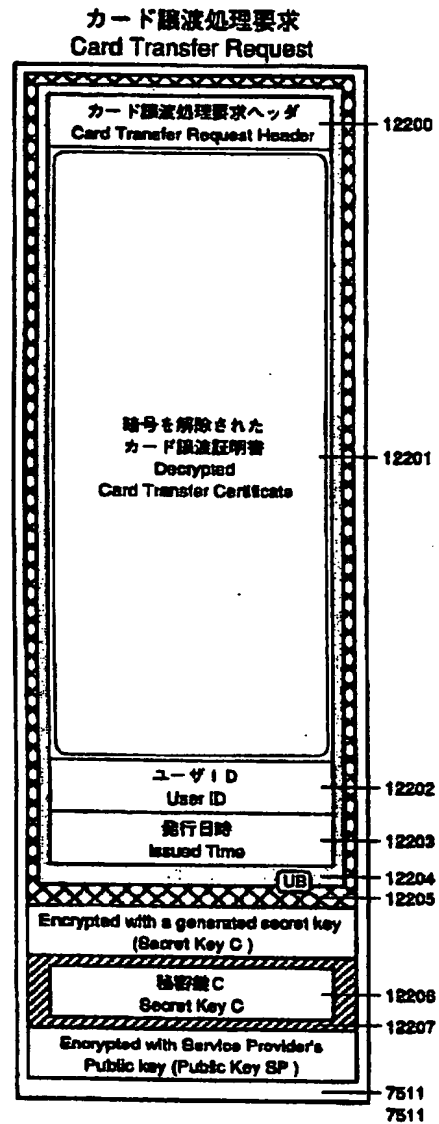 カード譲渡処理要求
Card Transfer Request
カード譲渡処理要求ヘッダ
Card Transfer Request Header
12200
暗号を解除された
カード譲渡証明書
Decrypted
Card Transfer Certificate
12201
ユーザID
User ID
12202
発行日時
Issued Time
12203
UB
12204
12205
Encrypted with a generated secret key
(Secret Key C )
秘密鍵C
Secret Key C
12206
12207
Encrypted with Service Provider's
Public key (Public Key SP )
7511
7511